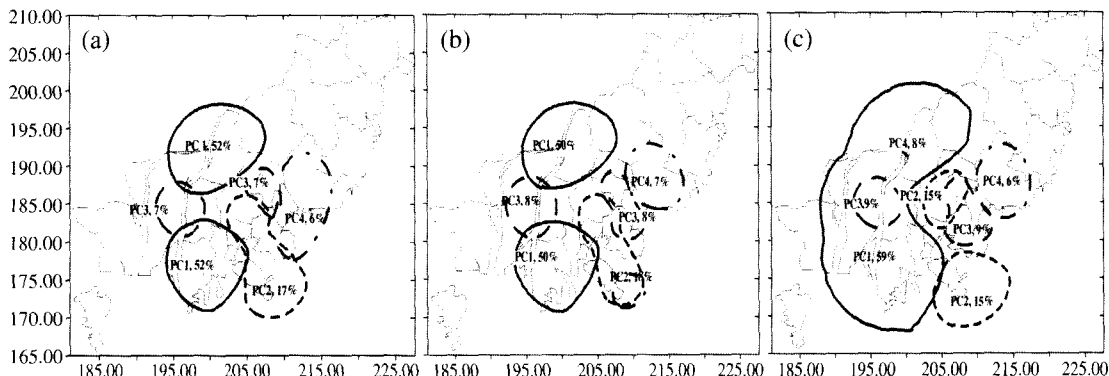 210.00
205.00
200.00
195.00
190.00
185.00
180.00
175.00
170.00
165.00
(a)
PC1, 52%
PC3, 7%
PC3, 7%
PC4, 6%
PC1, 52%
PC2, 17%
185.00 195.00 205.00 215.00 225.00
(b)
PC1, 50%
PC4, 7%
PC3, 8%
PC3, 8%
PC1, 50%
185.00 195.00 205.00 215.00 225.00
(c)
PC4, 8%
PC4, 6%
PC2, 15%
PC3, 9%
PC3, 9%
PC1, 59%
PC2, 15%
185.00 195.00 205.00 215.00 225.00